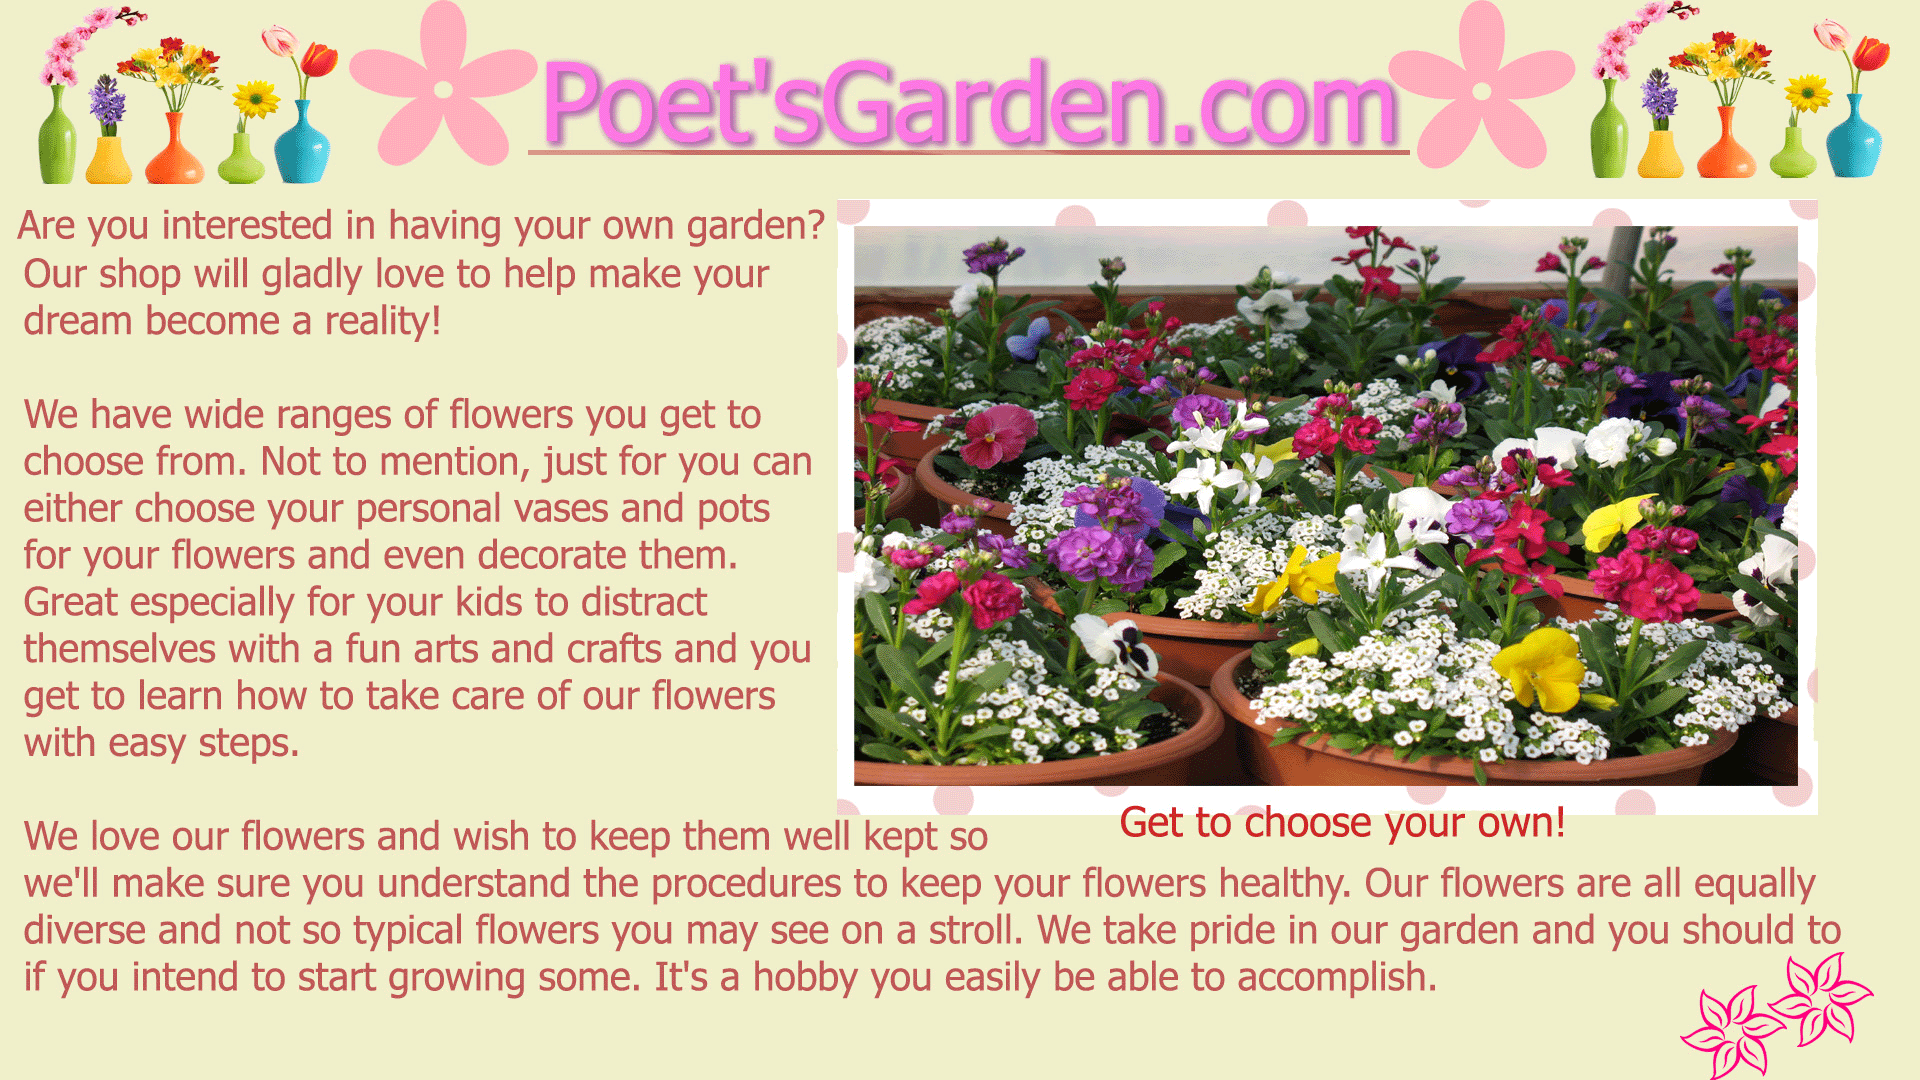 Poet'sGarden.com
Are you interested in having your own garden?
Our shop will gladly love to help make your
dream become a reality!
We have wide ranges of flowers you get to
choose from. Not to mention, just for you can
either choose your personal vases and pots
for your flowers and even decorate them.
Great especially for your kids to distract
themselves with a fun arts and crafts and you
get to learn how to take care of our flowers
with easy steps.
Get to choose your own!
We love our flowers and wish to keep them well kept so
we'll make sure you understand the procedures to keep your flowers healthy. Our flowers are all equally
diverse and not so typical flowers you may see on a stroll. We take pride in our garden and you should to
if you intend to start growing some. It's a hobby you easily be able to accomplish.